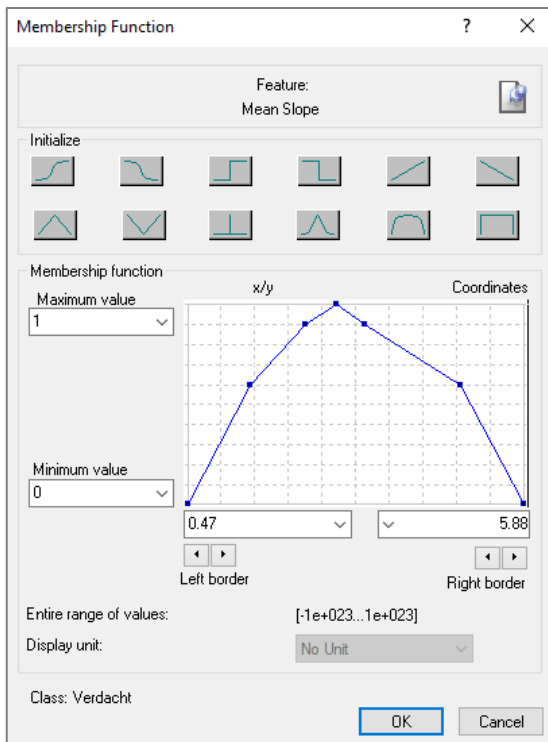 Membership Function ? ×
Feature:
Mean Slope
Initialize
Membership function
x/y Coordinates
Maximum value
1
Minimum value
0
0.47 5.88
Left border Right border
Entire range of values: [-1e+023...1e+023]
Display unit: No Unit
Class: Verdacht
OK Cancel